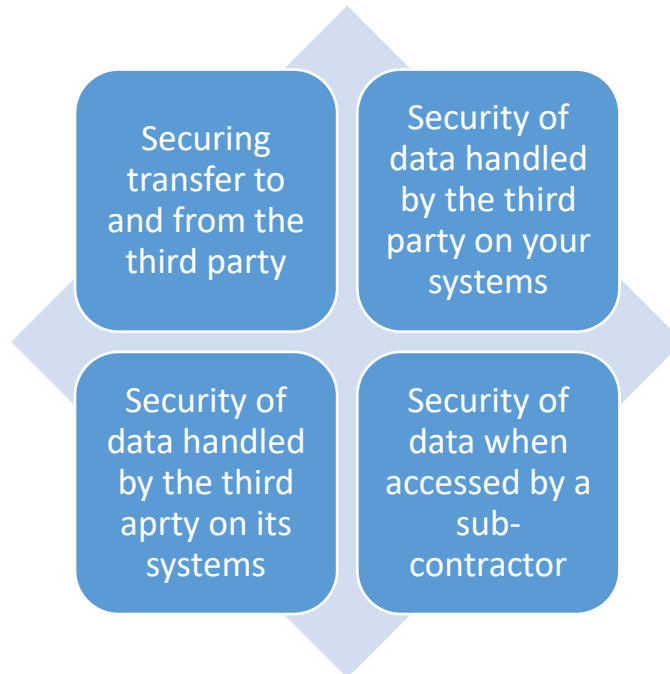 Securing
transfer to
and from the
third party
Security of
data handled
by the third
party on your
systems
Security of
data handled
by the third
aprty on its
systems
Security of
data when
accessed by a
sub-
contractor